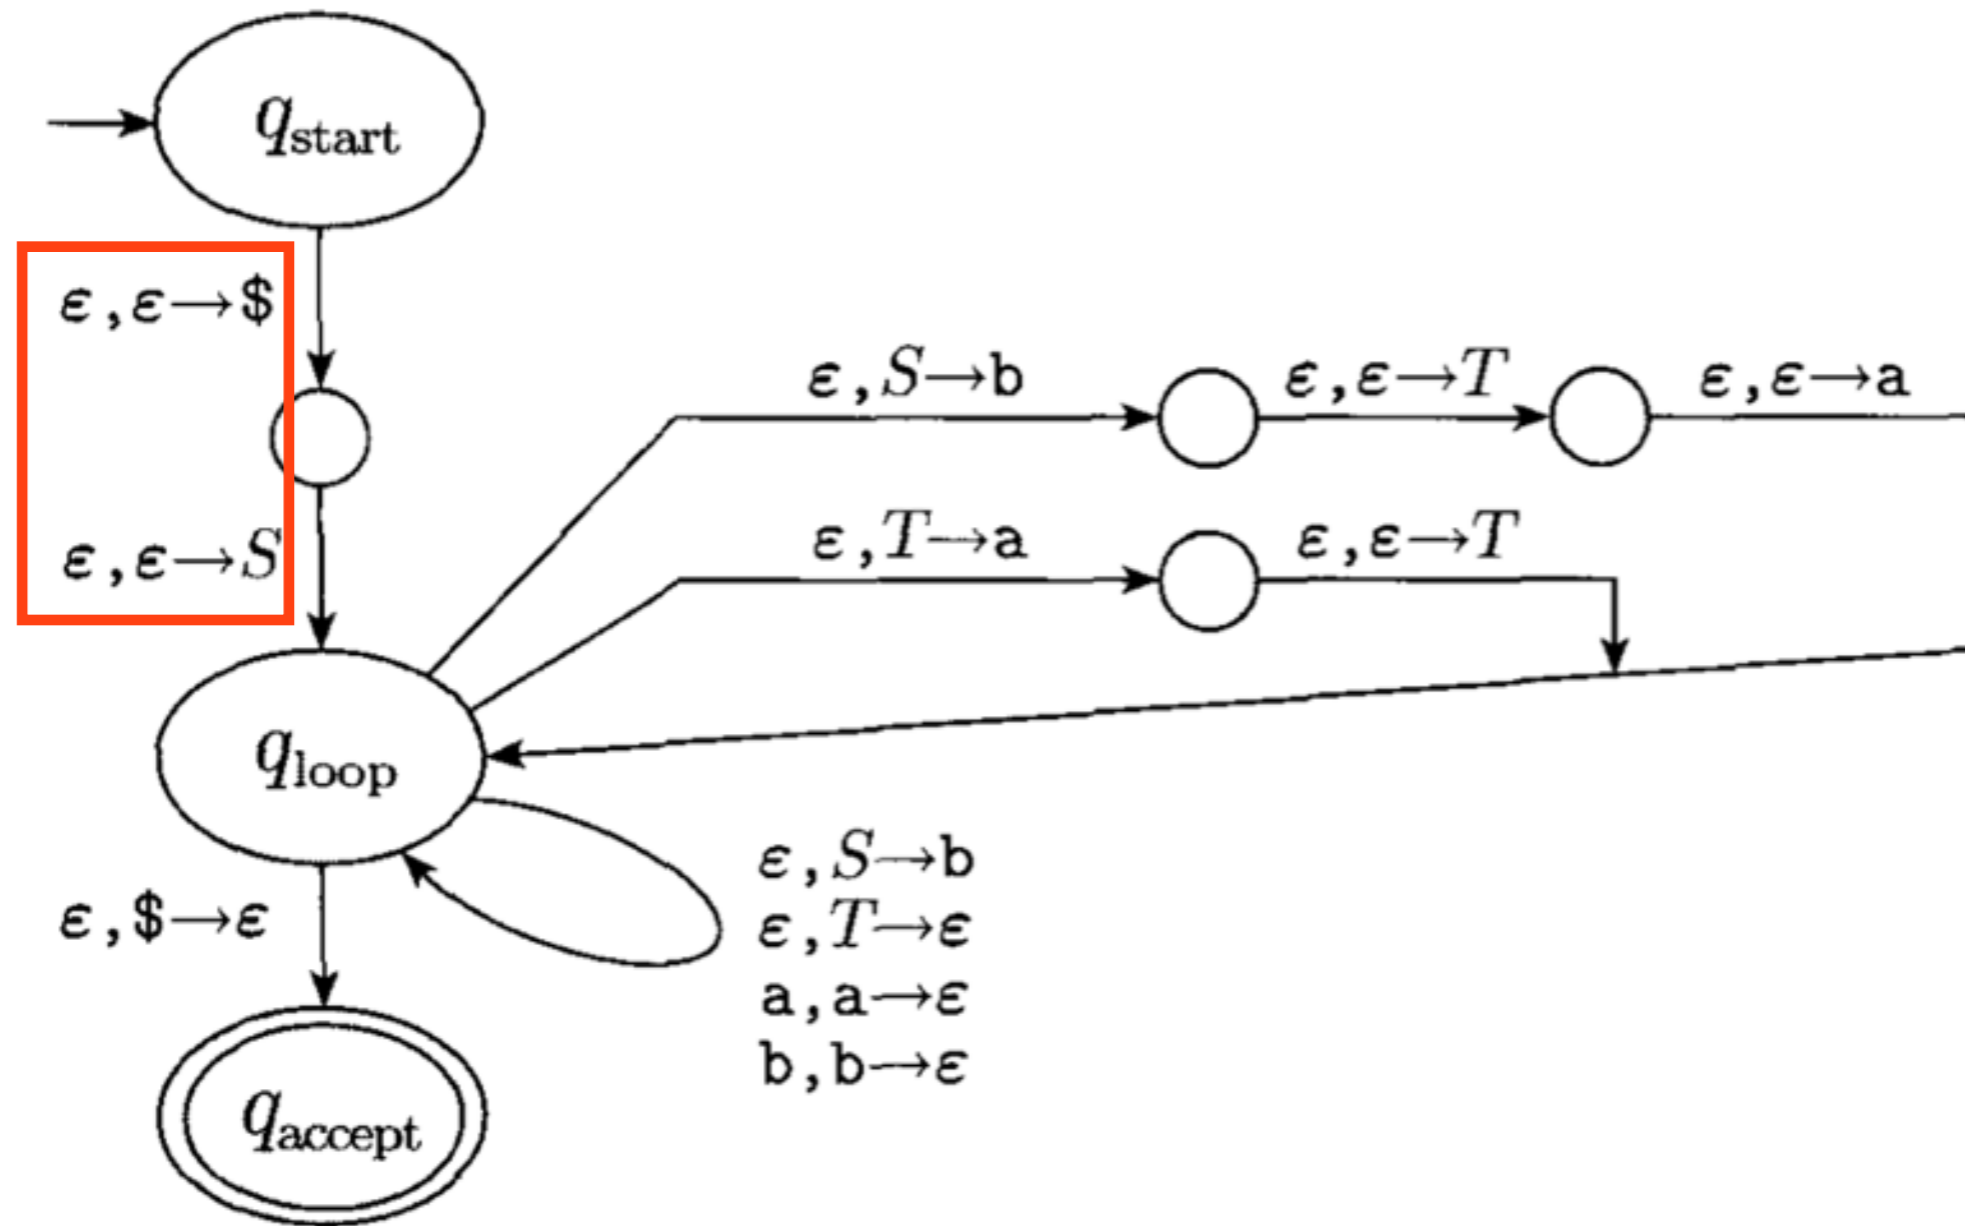 q_start
ε,ε→$
ε,S→b
ε,ε→T
ε,ε→a
ε,ε→S
ε,T→a
ε,ε→T
q_loop
ε,S→b
ε,$→ε
ε,T→ε
a,a→ε
b,b→ε
q_accept